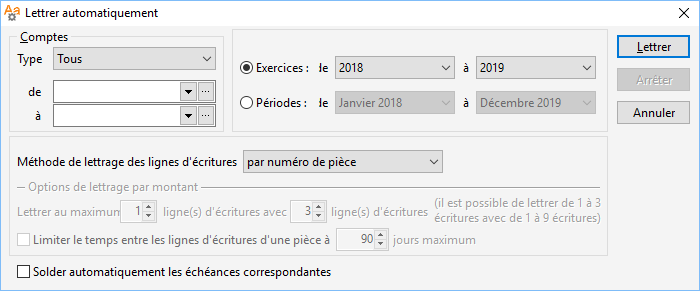 Lettrer automatiquement
Comptes
Type Tous
de
à
Exercices : de 2018 à 2019
Périodes : de Janvier 2018 à Décembre 2019
Lettrer
Arrêter
Annuler
Méthode de lettrage des lignes d'écritures par numéro de pièce
Options de lettrage par montant
Lettrer au maximum 1 ligne(s) d'écritures avec 3 ligne(s) d'écritures (il est possible de lettrer de 1 à 3
écritures avec de 1 à 9 écritures)
Limiter le temps entre les lignes d'écritures d'une pièce à 90 jours maximum
Solder automatiquement les échéances correspondantes